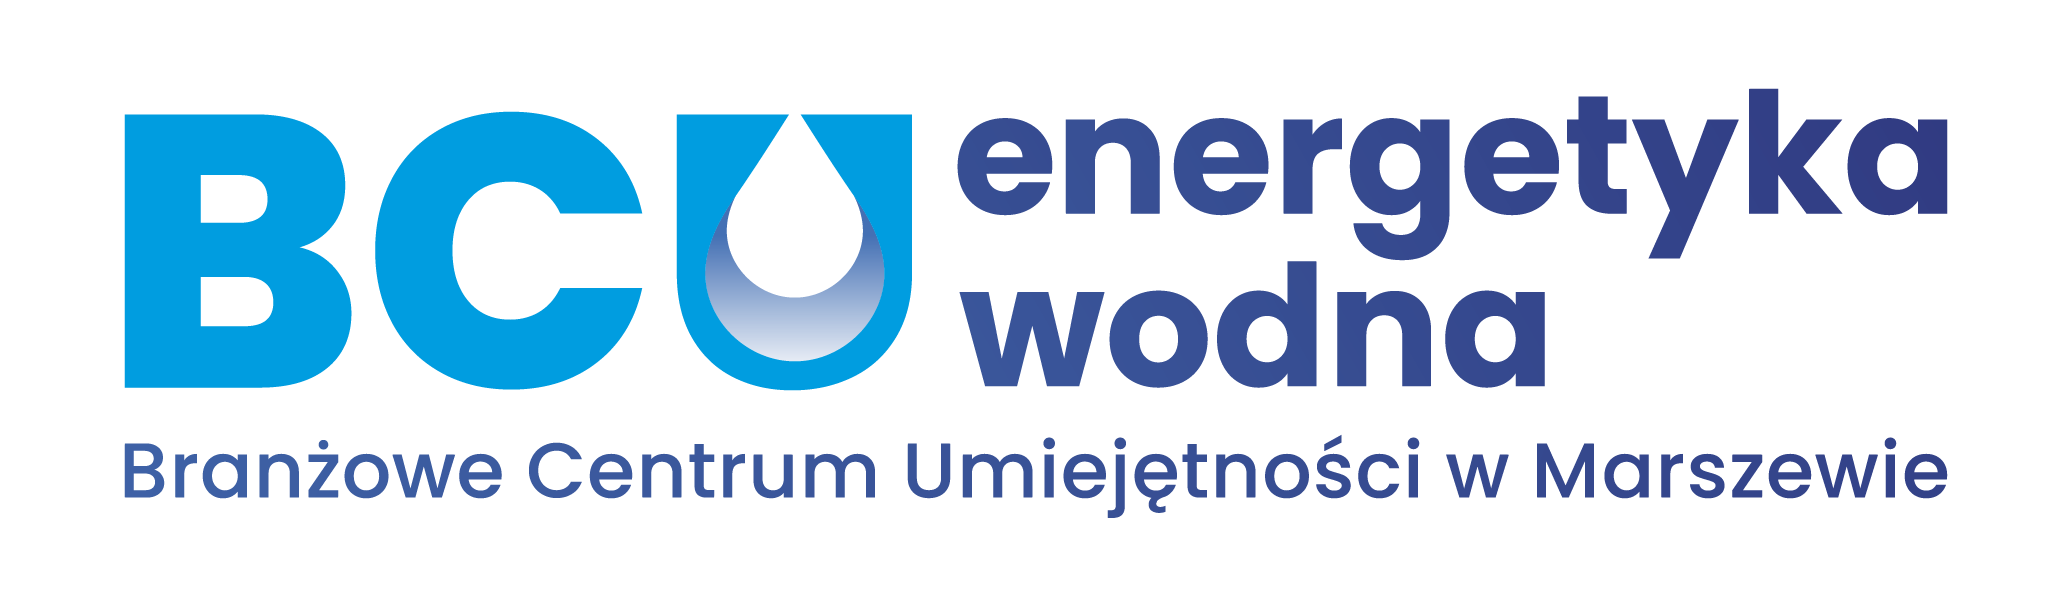 BCU energetyka
wodna
Branżowe Centrum Umiejętności w Marszewie